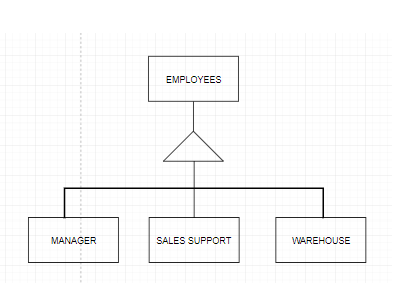 EMPLOYEES
MANAGER
SALES SUPPORT
WAREHOUSE